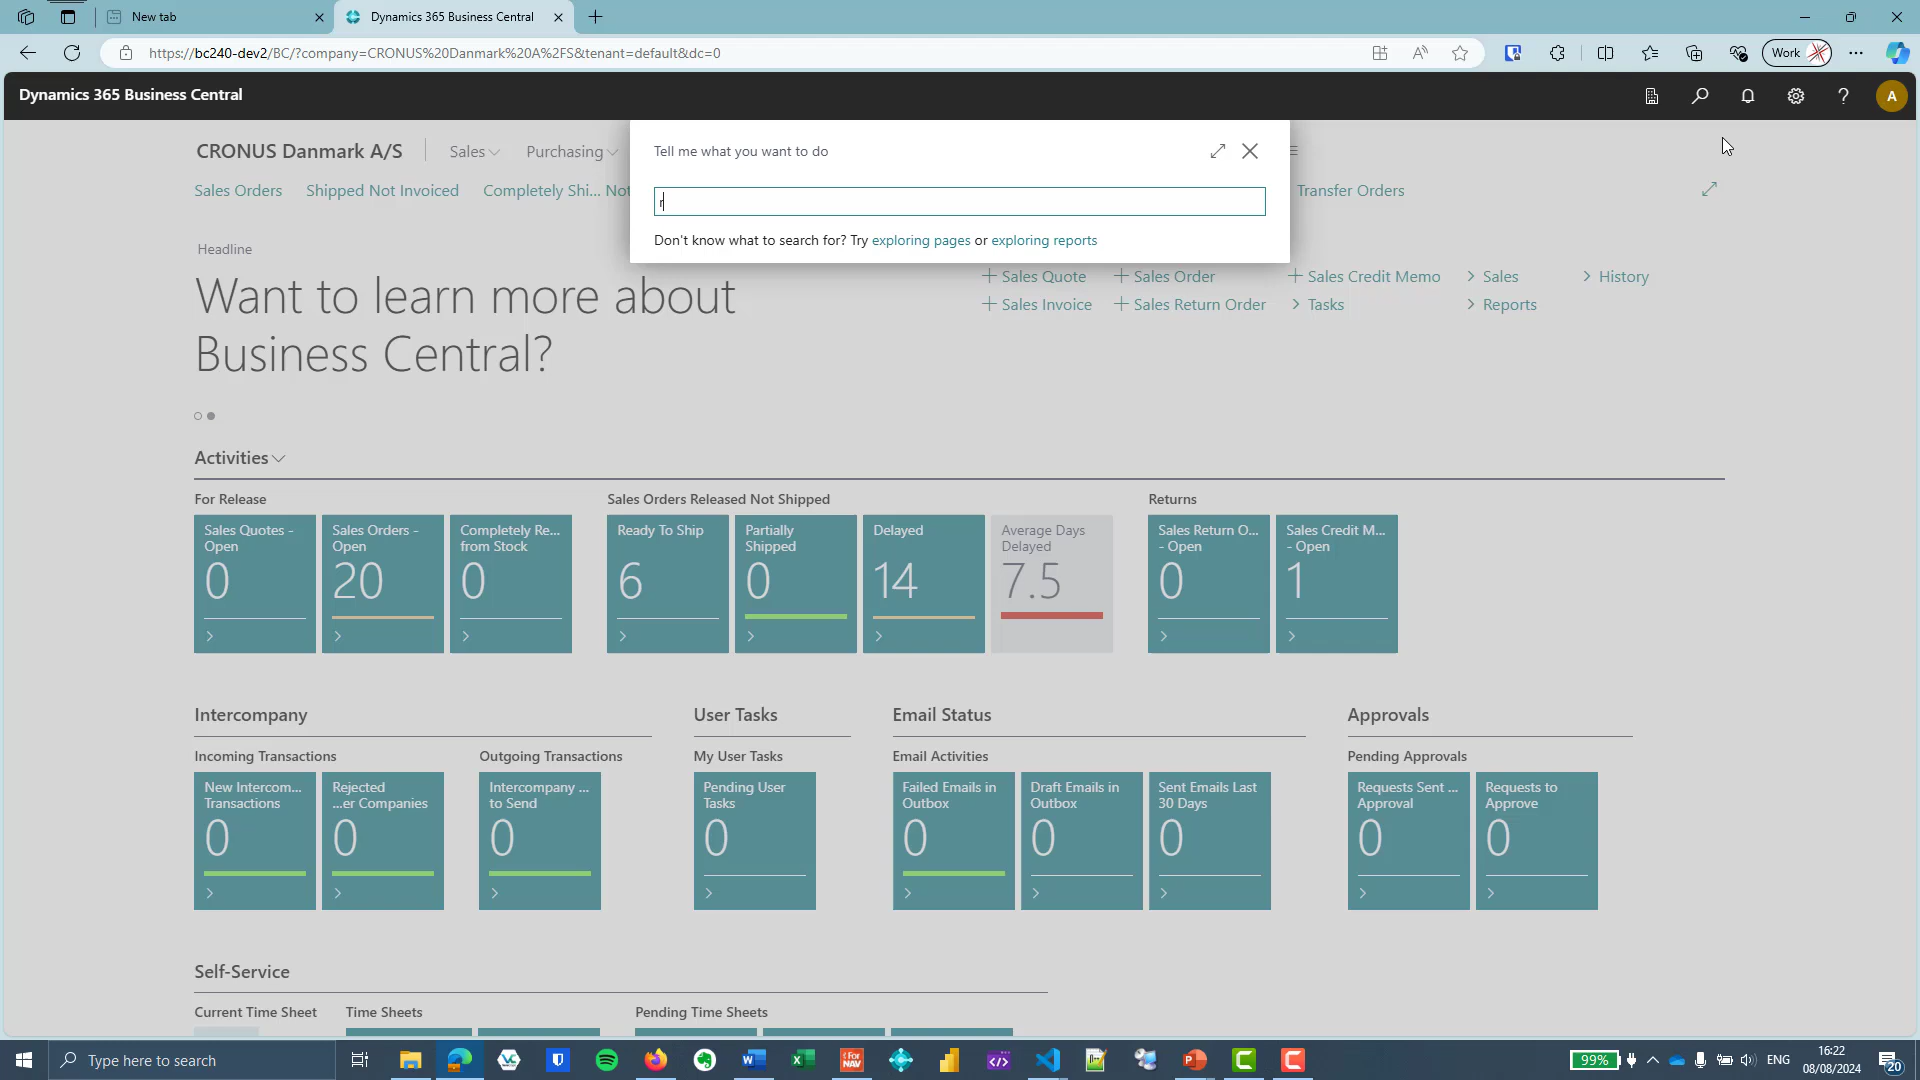 New tab
Dynamics 365 Business Central
https://bc240-dev2/BC/?company=CRONUS%20Danmark%20A%2FS&tenant=default&dc=0
Work
Dynamics 365 Business Central
A
CRONUS Danmark A/S
Sales
Purchasing
Tell me what you want to do
Sales Orders
Shipped Not Invoiced
Completely Shi... Not
r
Transfer Orders
Don't know what to search for? Try exploring pages or exploring reports
Headline
Want to learn more about
Business Central?
Sales Quote
Sales Order
Sales Credit Memo
Sales
History
Sales Invoice
Sales Return Order
Tasks
Reports
Activities
For Release
Sales Orders Released Not Shipped
Returns
Sales Quotes -
Open
0
Sales Orders -
Open
20
Completely Re...
from Stock
0
Ready To Ship
6
Partially
Shipped
0
Delayed
14
Average Days
Delayed
7.5
Sales Return O...
- Open
0
Sales Credit M...
- Open
1
Intercompany
User Tasks
Email Status
Approvals
Incoming Transactions
Outgoing Transactions
My User Tasks
Email Activities
Pending Approvals
New Intercom...
Transactions
0
Rejected
...er Companies
0
Intercompany ...
to Send
0
Pending User
Tasks
0
Failed Emails in
Outbox
0
Draft Emails in
Outbox
0
Sent Emails Last
30 Days
0
Requests Sent ...
Approval
0
Requests to
Approve
0
Self-Service
Current Time Sheet
Time Sheets
Pending Time Sheets
Type here to search
99%
ENG
16:22
08/08/2024
20